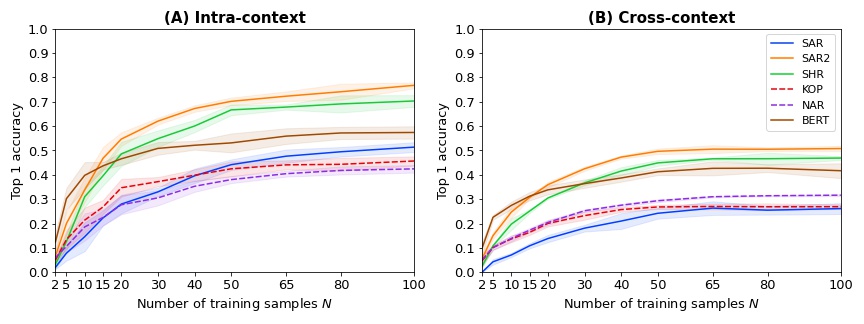 (A) Intra-context
1.0
0.9
0.8
0.7
0.6
0.5
0.4
0.3
0.2
0.1
0.0
Top 1 accuracy
2 5 10 15 20 30 40 50 65 80 100
Number of training samples N
(B) Cross-context
1.0
0.9
0.8
0.7
0.6
0.5
0.4
0.3
0.2
0.1
0.0
Top 1 accuracy
2 5 10 15 20 30 40 50 65 80 100
Number of training samples N
SAR
SAR2
SHR
KOP
NAR
BERT